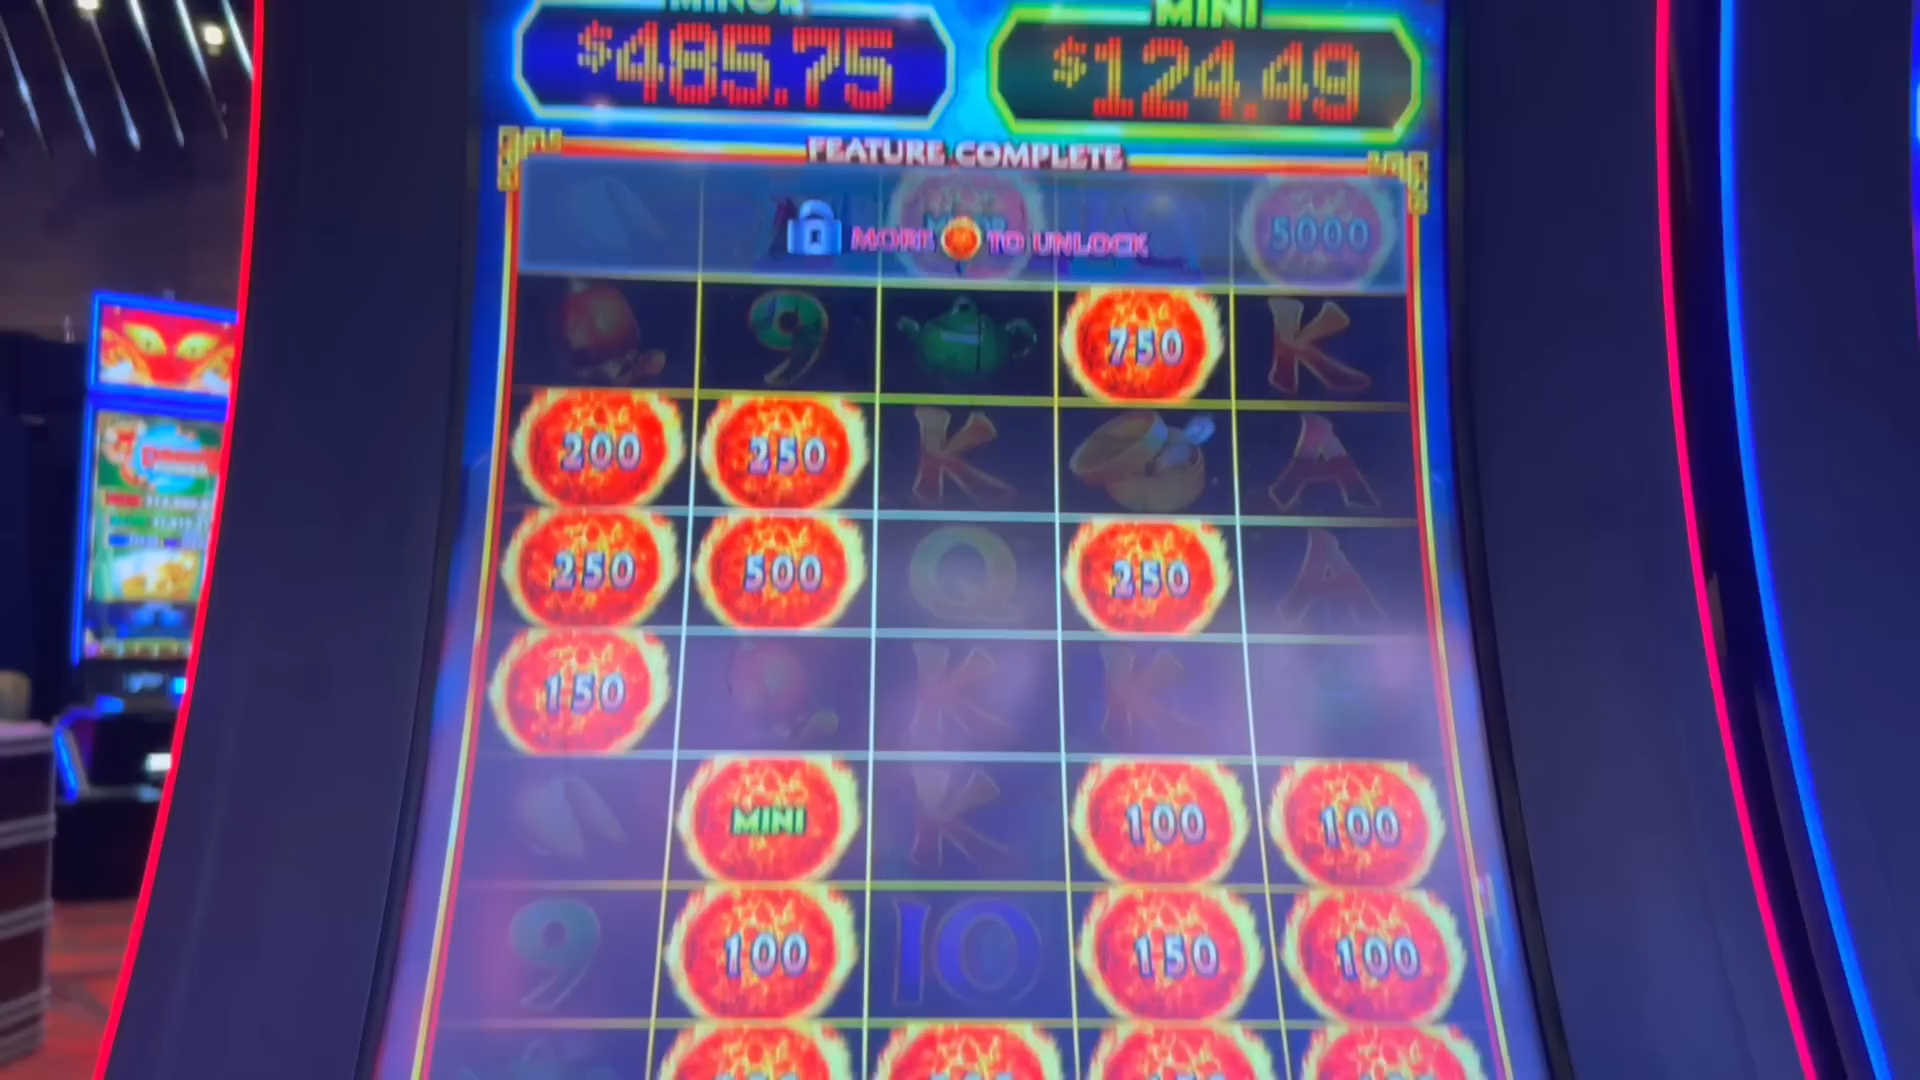 MINOR MINI
$485.75 $124.49
FEATURE COMPLETE
MORE TO UNLOCK
5000
9 750 K
200 250 K A
250 500 Q 250 A
150 K K
MINI K 100 100
9 100 10 150 100